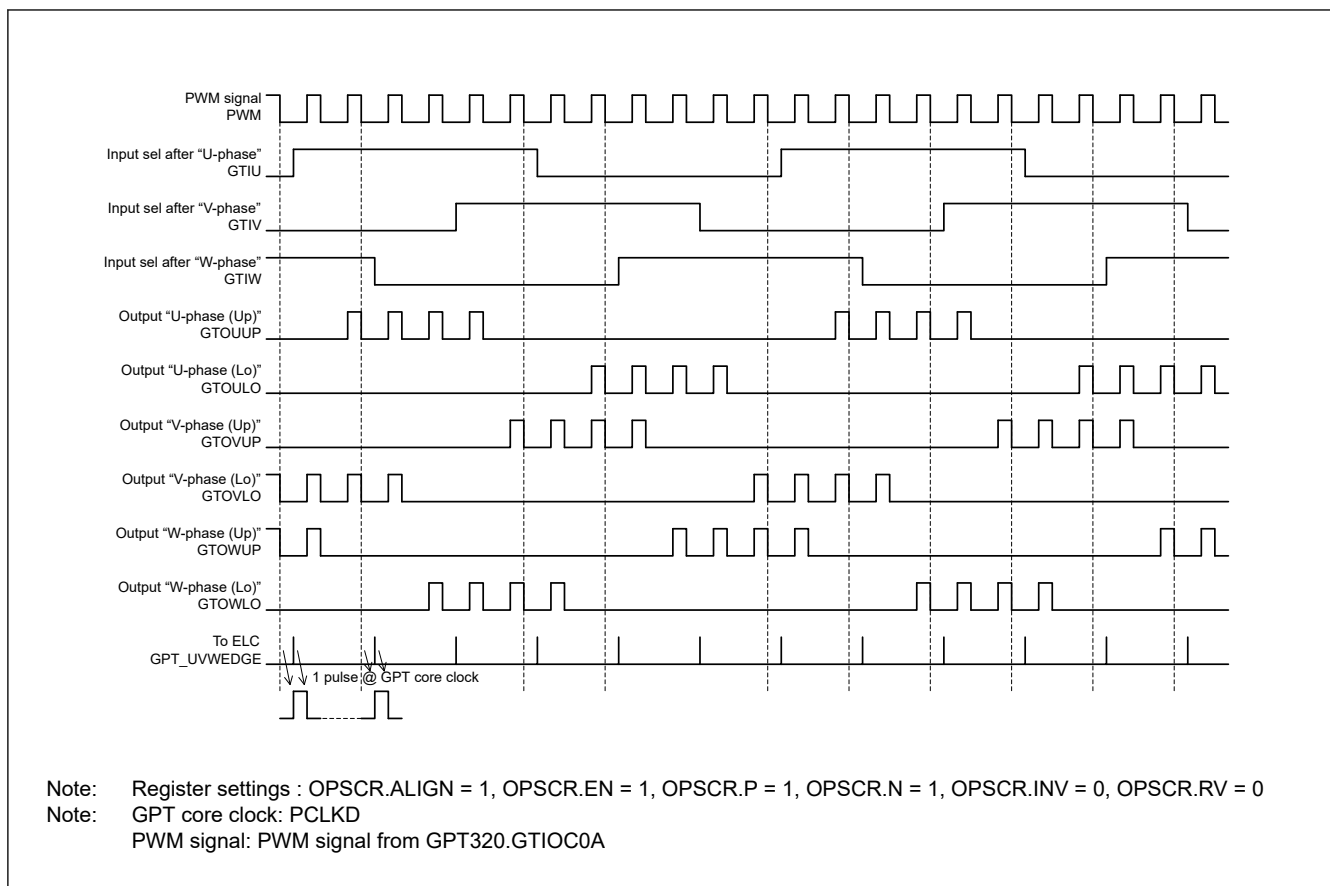 PWM signal
PWM
Input sel after “U-phase”
GTIU
Input sel after “V-phase”
GTIV
Input sel after “W-phase”
GTIW
Output “U-phase (Up)”
GTOUUP
Output “U-phase (Lo)”
GTOULO
Output “V-phase (Up)”
GTOVUP
Output “V-phase (Lo)”
GTOVLO
Output “W-phase (Up)”
GTOWUP
Output “W-phase (Lo)”
GTOWLO
To ELC
GPT_UVWEDGE
1 pulse @ GPT core clock
Note: Register settings : OPSCR.ALIGN = 1, OPSCR.EN = 1, OPSCR.P = 1, OPSCR.N = 1, OPSCR.INV = 0, OPSCR.RV = 0
Note: GPT core clock: PCLKD
PWM signal: PWM signal from GPT320.GTIOC0A